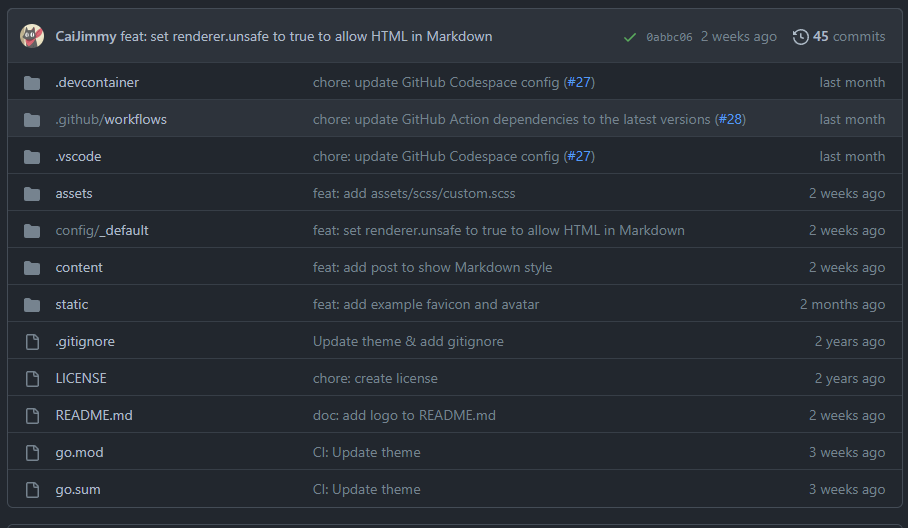 CaiJimmy feat: set renderer.unsafe to true to allow HTML in Markdown 0abbc06 2 weeks ago 45 commits
.devcontainer chore: update GitHub Codespace config (#27) last month
.github/workflows chore: update GitHub Action dependencies to the latest versions (#28) last month
.vscode chore: update GitHub Codespace config (#27) last month
assets feat: add assets/scss/custom.scss 2 weeks ago
config/_default feat: set renderer.unsafe to true to allow HTML in Markdown 2 weeks ago
content feat: add post to show Markdown style 2 weeks ago
static feat: add example favicon and avatar 2 months ago
.gitignore Update theme & add gitignore 2 years ago
LICENSE chore: create license 2 years ago
README.md doc: add logo to README.md 2 weeks ago
go.mod CI: Update theme 3 weeks ago
go.sum CI: Update theme 3 weeks ago